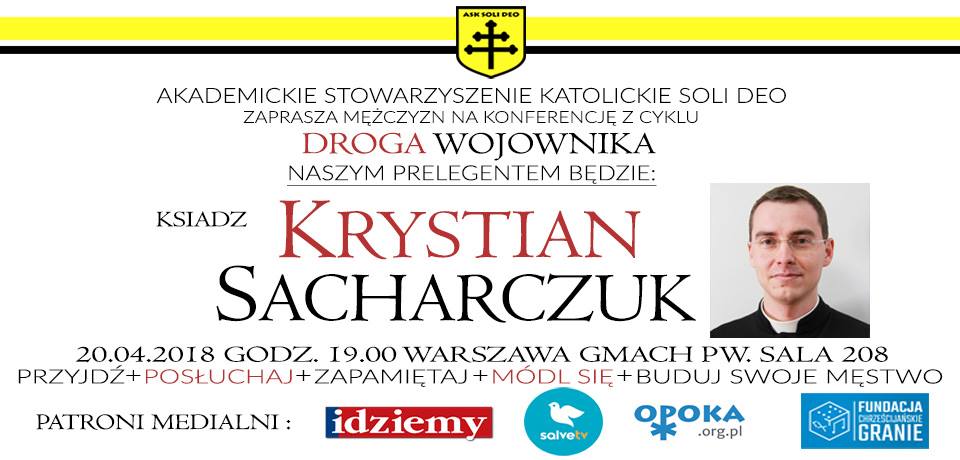 ASK SOLI DEO
AKADEMICKIE STOWARZYSZENIE KATOLICKIE SOLI DEO
ZAPRASZA MĘŻCZYZN NA KONFERENCJĘ Z CYKLU
DROGA WOJOWNIKA
NASZYM PRELEGENTEM BĘDZIE:
KSIADZ KRYSTIAN
SACHARCZUK
20.04.2018 GODZ. 19.00 WARSZAWA GMACH PW. SALA 208
PRZYJDŹ+POSŁUCHAJ+ZAPAMIĘTAJ+MÓDL SIĘ+BUDUJ SWOJE MĘSTWO
PATRONI MEDIALNI :
idziemy
salvetv
OPOKA
.org.pl
FUNDACJA
CHRZEŚCIJAŃSKIE
GRANIE